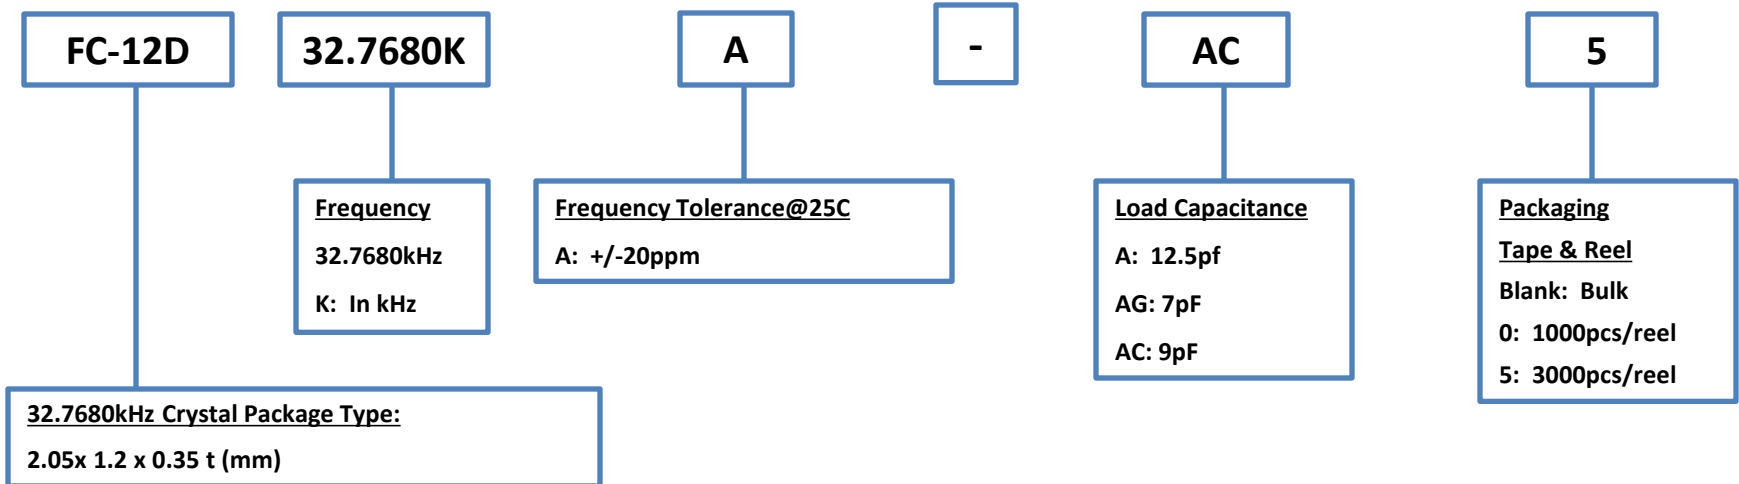 FC-12D 32.7680K A - AC 5
Frequency
32.7680kHz
K: In kHz
Frequency Tolerance@25C
A: +/-20ppm
Load Capacitance
A: 12.5pf
AG: 7pF
AC: 9pF
Packaging
Tape & Reel
Blank: Bulk
0: 1000pcs/reel
5: 3000pcs/reel
32.7680kHz Crystal Package Type:
2.05x 1.2 x 0.35 t (mm)